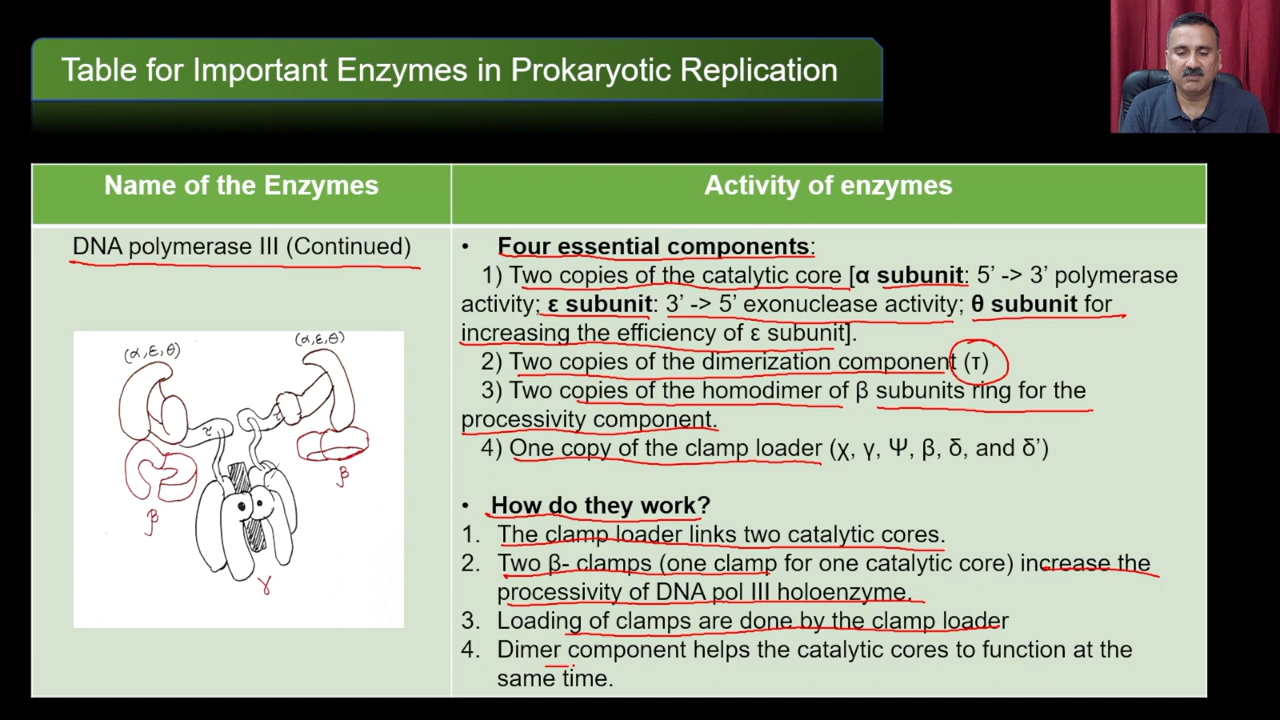 Table for Important Enzymes in Prokaryotic Replication
Name of the Enzymes
Activity of enzymes
DNA polymerase III (Continued)
(α,ε,θ)
(α,ε,θ)
τ
τ
β
β
γ
• Four essential components:
1) Two copies of the catalytic core [α subunit: 5’ -> 3’ polymerase
activity; ε subunit: 3’ -> 5’ exonuclease activity; θ subunit for
increasing the efficiency of ε subunit].
2) Two copies of the dimerization component (τ)
3) Two copies of the homodimer of β subunits ring for the
processivity component.
4) One copy of the clamp loader (χ, γ, Ψ, β, δ, and δ’)
• How do they work?
1. The clamp loader links two catalytic cores.
2. Two β- clamps (one clamp for one catalytic core) increase the
processivity of DNA pol III holoenzyme.
3. Loading of clamps are done by the clamp loader
4. Dimer component helps the catalytic cores to function at the
same time.